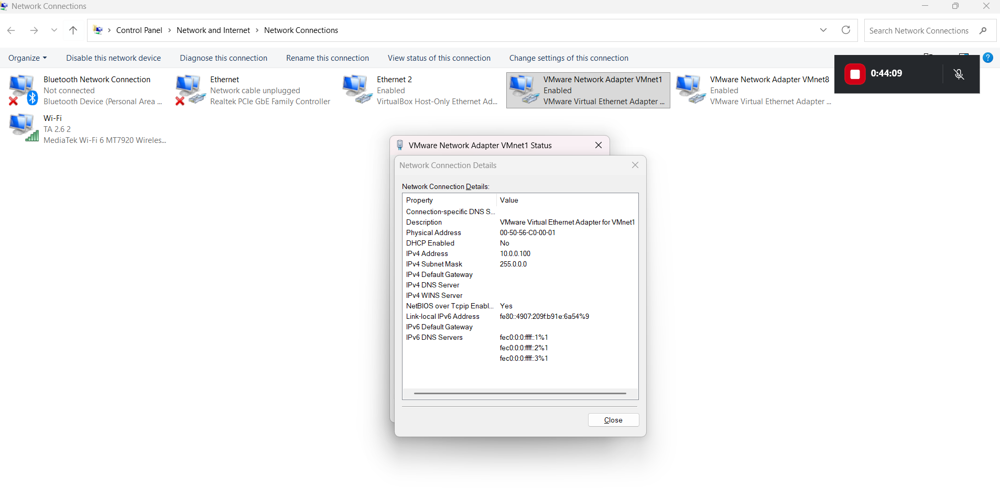 Network Connections
Control Panel > Network and Internet > Network Connections
Search Network Connections
Organize
Disable this network device
Diagnose this connection
Rename this connection
View status of this connection
Change settings of this connection
0:44:09
Bluetooth Network Connection
Not connected
Bluetooth Device (Personal Area ...
Ethernet
Network cable unplugged
Realtek PCIe GbE Family Controller
Ethernet 2
Enabled
VirtualBox Host-Only Ethernet Ad...
VMware Network Adapter VMnet1
Enabled
VMware Virtual Ethernet Adapter ...
VMware Network Adapter VMnet8
Enabled
VMware Virtual Ethernet Adapter ...
Wi-Fi
TA 2.6 2
MediaTek Wi-Fi 6 MT7920 Wireles...
VMware Network Adapter VMnet1 Status
Network Connection Details
Network Connection Details:
Property Value
Connection-specific DNS S...
Description VMware Virtual Ethernet Adapter for VMnet1
Physical Address 00-50-56-C0-00-01
DHCP Enabled No
IPv4 Address 10.0.0.100
IPv4 Subnet Mask 255.0.0.0
IPv4 Default Gateway
IPv4 DNS Server
IPv4 WINS Server
NetBIOS over Tcpip Enabl... Yes
Link-local IPv6 Address fe80::4907:209f:b91e:6a54%9
IPv6 Default Gateway
IPv6 DNS Servers fec0:0:0:ffff::1%1
fec0:0:0:ffff::2%1
fec0:0:0:ffff::3%1
Close